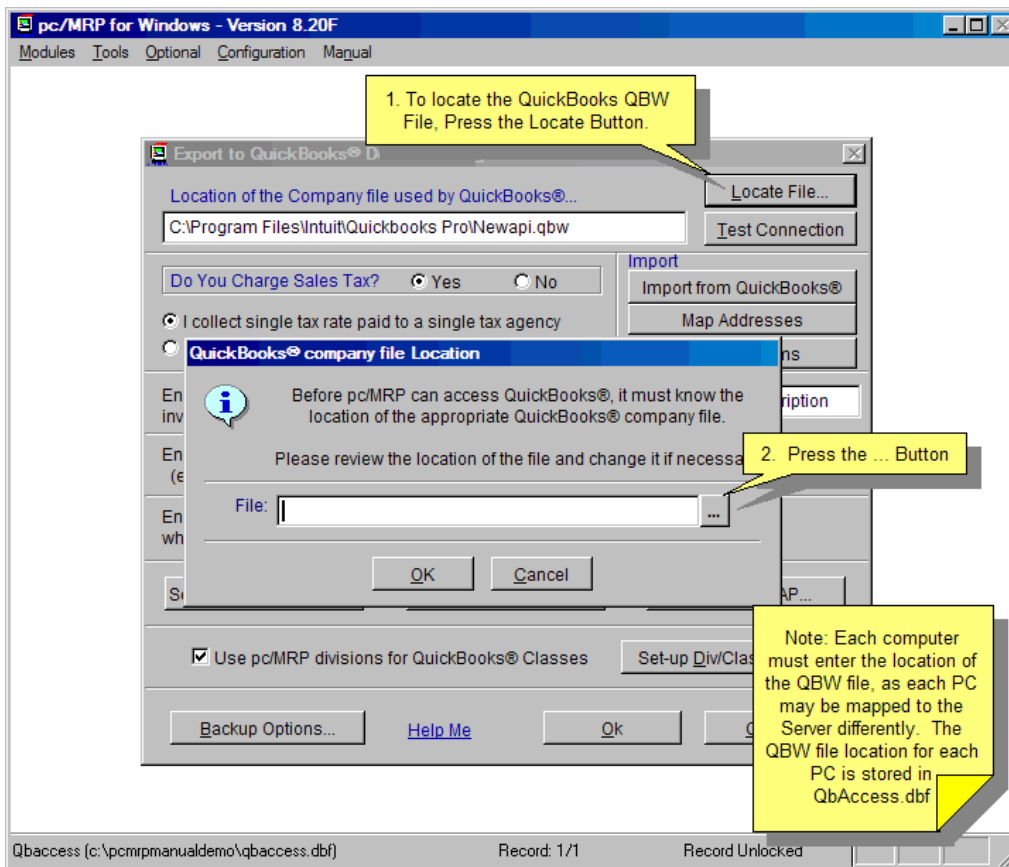 pc/MRP for Windows - Version 8.20F
Modules Tools Optional Configuration Manual
1. To locate the QuickBooks QBW
File, Press the Locate Button.
Export to QuickBooks®
Location of the Company file used by QuickBooks®...
Locate File...
C:\Program Files\Intuit\Quickbooks Pro\Newapi.qbw
Test Connection
Do You Charge Sales Tax? Yes No
Import
Import from QuickBooks®
I collect single tax rate paid to a single tax agency
Map Addresses
QuickBooks® company file Location
Before pc/MRP can access QuickBooks®, it must know the
location of the appropriate QuickBooks® company file.
Please review the location of the file and change it if
2. Press the ... Button
File:
...
OK Cancel
AP...
Use pc/MRP divisions for QuickBooks® Classes
Set-up
Backup Options... Help Me Ok
Note: Each computer
must enter the location of
the QBW file, as each PC
may be mapped to the
Server differently. The
QBW file location for each
PC is stored in
QbAccess.dbf
Qbaccess (c:\pcmrpmanualdemo\qbaccess.dbf) Record: 1/1 Record Unlocked